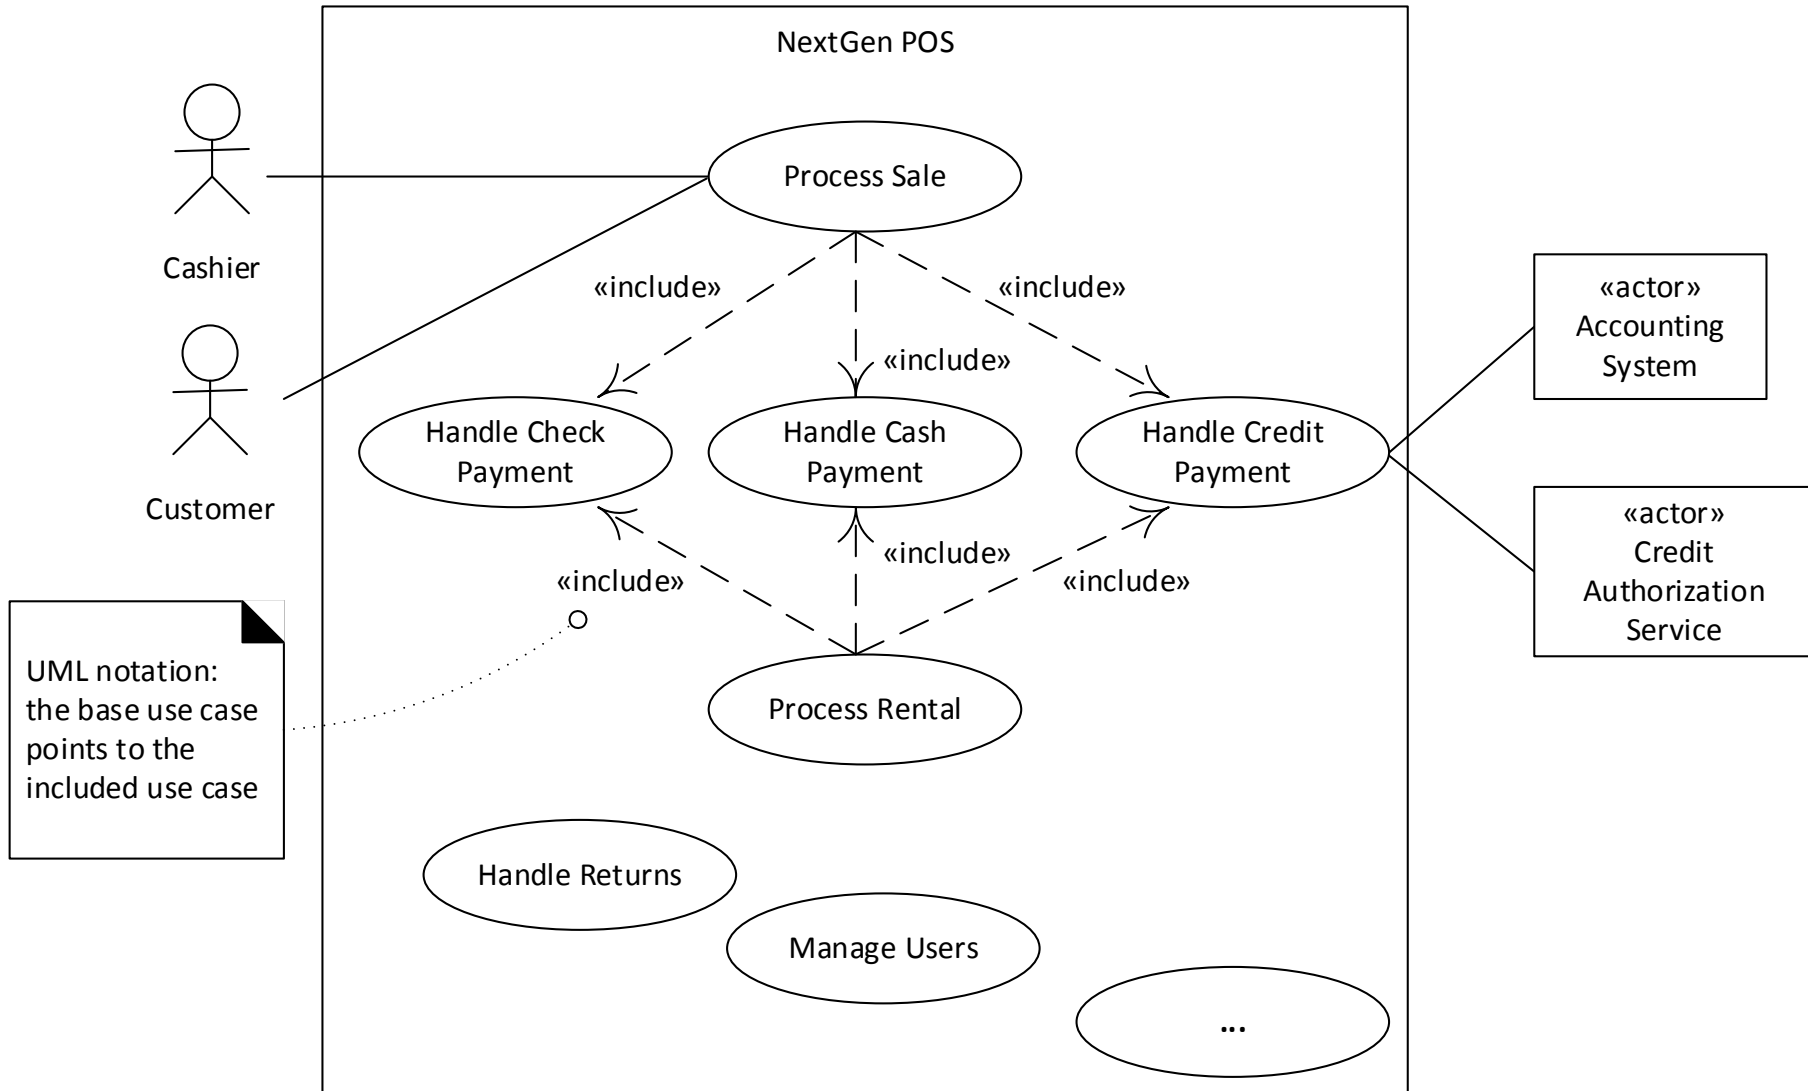 NextGen POS
Process Sale
Cashier
«include»
«include»
«include»
«actor»
Accounting
System
Customer
Handle Check
Payment
Handle Cash
Payment
Handle Credit
Payment
«actor»
Credit
Authorization
Service
«include»
«include»
«include»
UML notation:
the base use case
points to the
included use case
Process Rental
Handle Returns
Manage Users
...